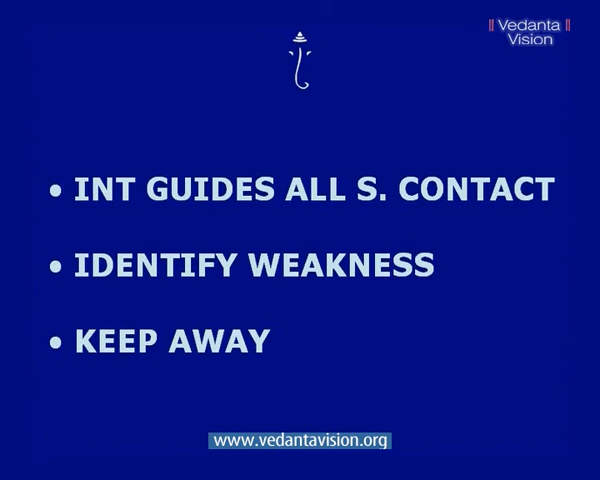 || Vedanta ||
Vision
• INT GUIDES ALL S. CONTACT
• IDENTIFY WEAKNESS
• KEEP AWAY
www.vedantavision.org